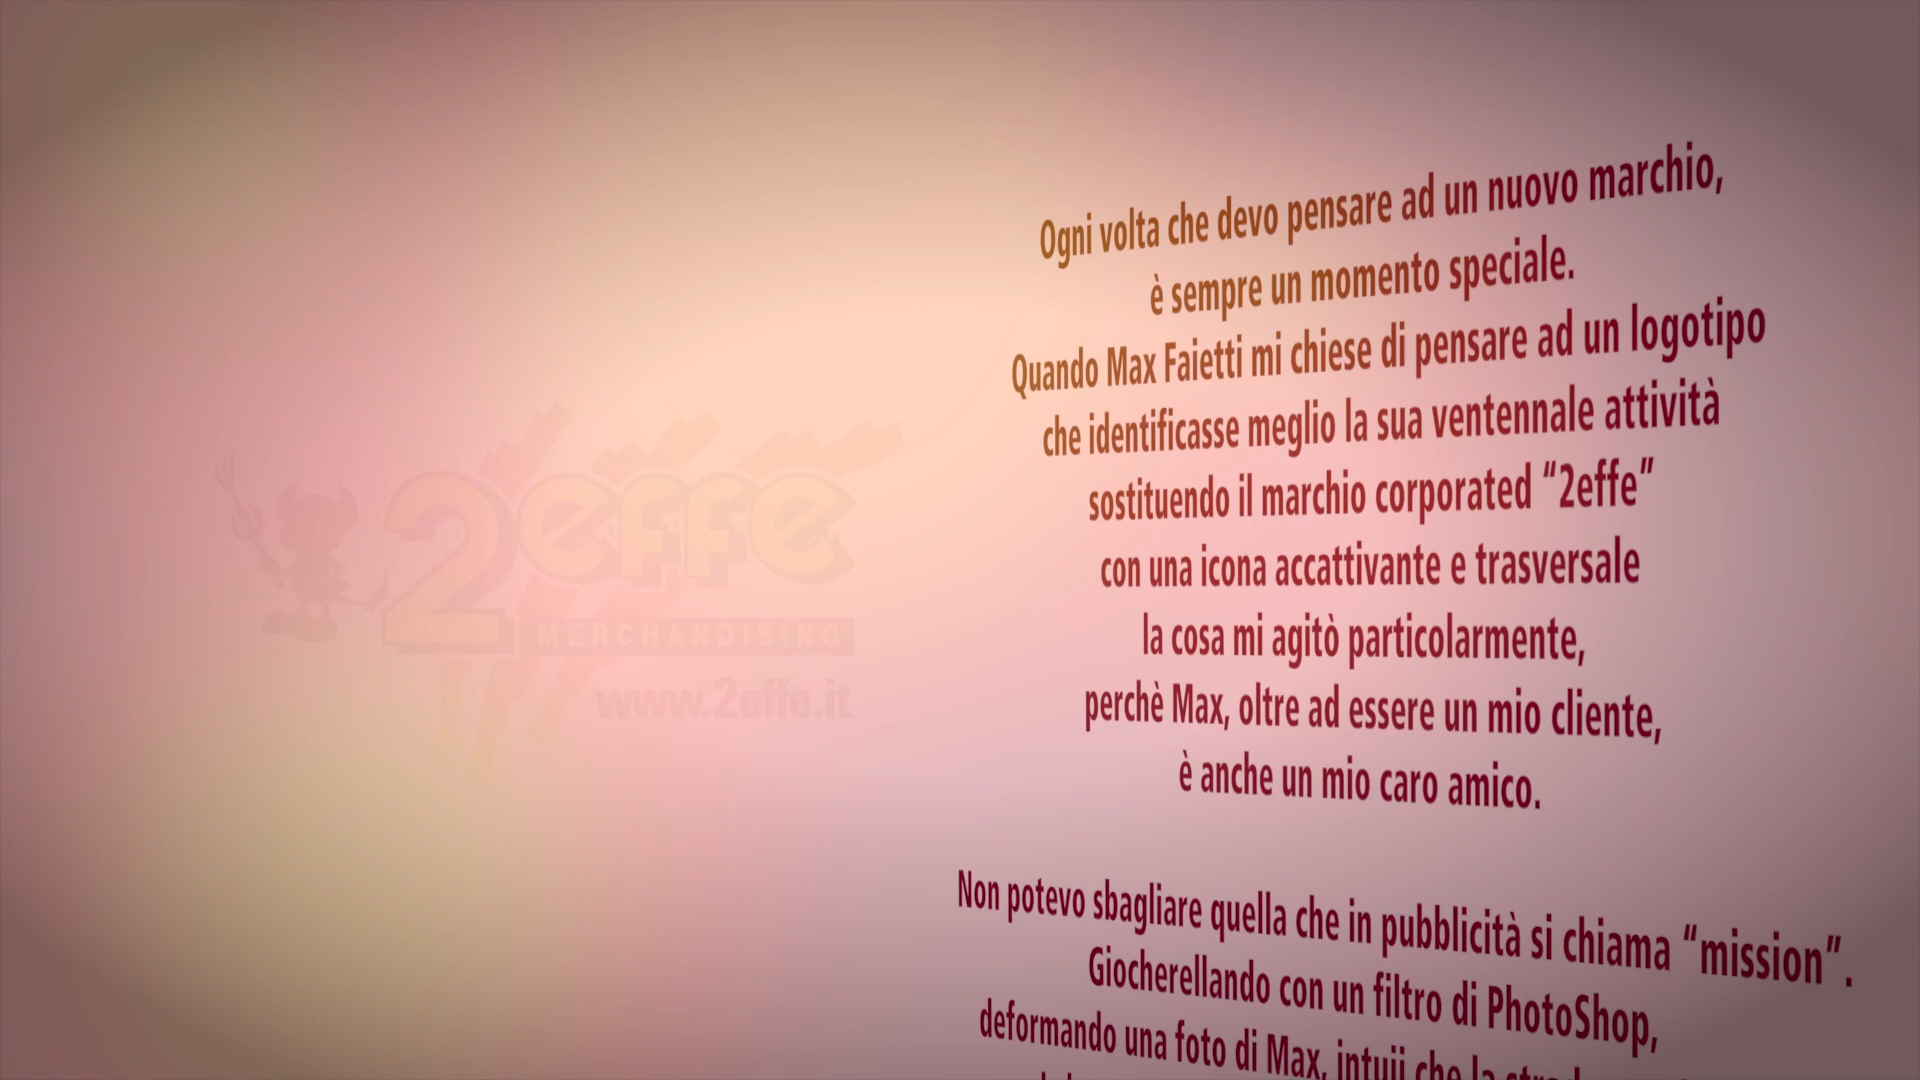 Ogni volta che devo pensare ad un nuovo marchio,
è sempre un momento speciale.
Quando Max Faietti mi chiese di pensare ad un logotipo
che identificasse meglio la sua ventennale attività
sostituendo il marchio corporated “2effe”
con una icona accattivante e trasversale
la cosa mi agitò particolarmente,
perchè Max, oltre ad essere un mio cliente,
è anche un mio caro amico.
Non potevo sbagliare quella che in pubblicità si chiama “mission”.
Giocherellando con un filtro di PhotoShop,
deformando una foto di Max, intuii che la
2effe
MERCHANDISING
www.2effe.it